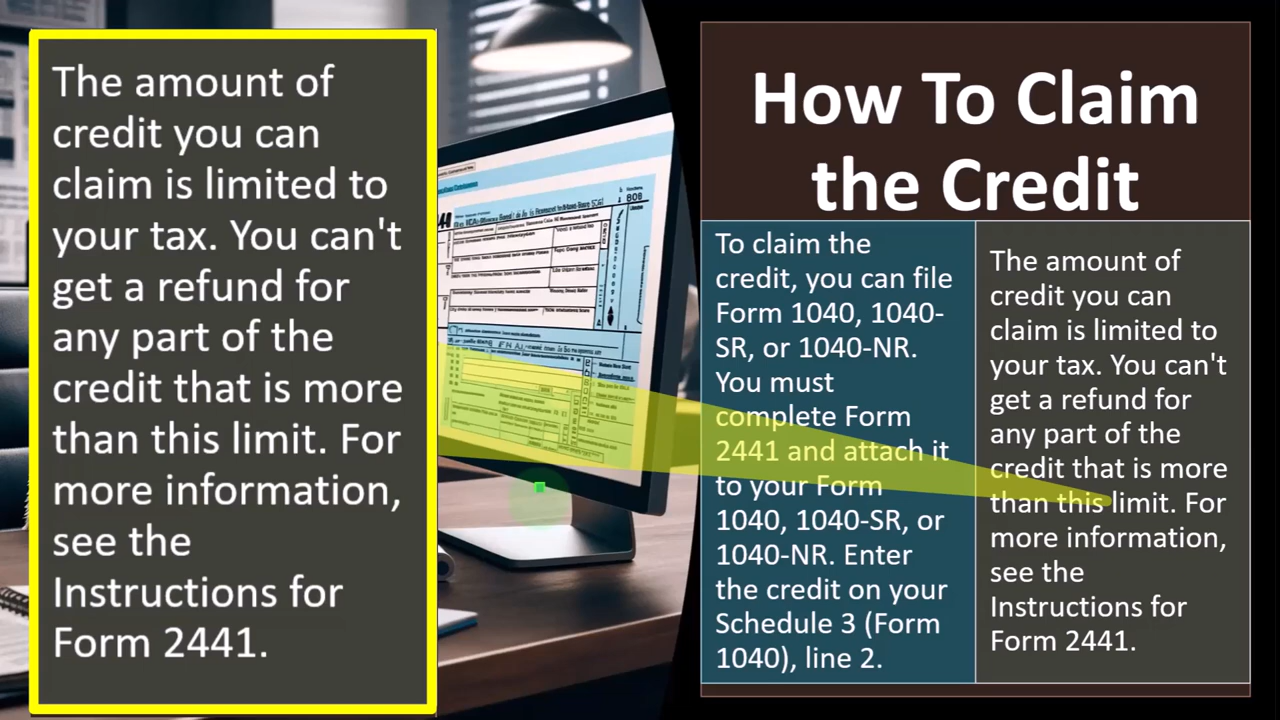 The amount of
credit you can
claim is limited to
your tax. You can't
get a refund for
any part of the
credit that is more
than this limit. For
more information,
see the
Instructions for
Form 2441.
How To Claim
the Credit
To claim the
credit, you can file
Form 1040, 1040-
SR, or 1040-NR.
You must
complete Form
2441 and attach it
to your Form
1040, 1040-SR, or
1040-NR. Enter
the credit on your
Schedule 3 (Form
1040), line 2.
The amount of
credit you can
claim is limited to
your tax. You can't
get a refund for
any part of the
credit that is more
than this limit. For
more information,
see the
Instructions for
Form 2441.